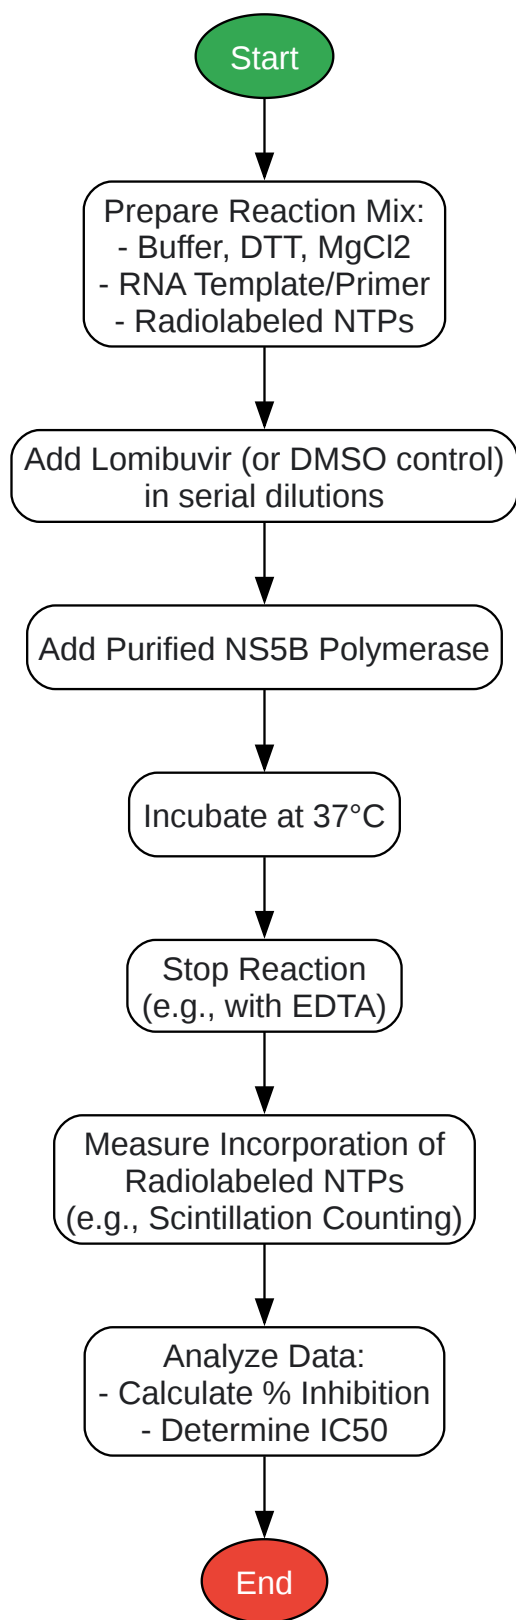 Start
Prepare Reaction Mix:
- Buffer, DTT, MgCl2
- RNA Template/Primer
- Radiolabeled NTPs
Add Lomibuvir (or DMSO control)
in serial dilutions
Add Purified NS5B Polymerase
Incubate at 37°C
Stop Reaction
(e.g., with EDTA)
Measure Incorporation of
Radiolabeled NTPs
(e.g., Scintillation Counting)
Analyze Data:
- Calculate % Inhibition
- Determine IC50
End